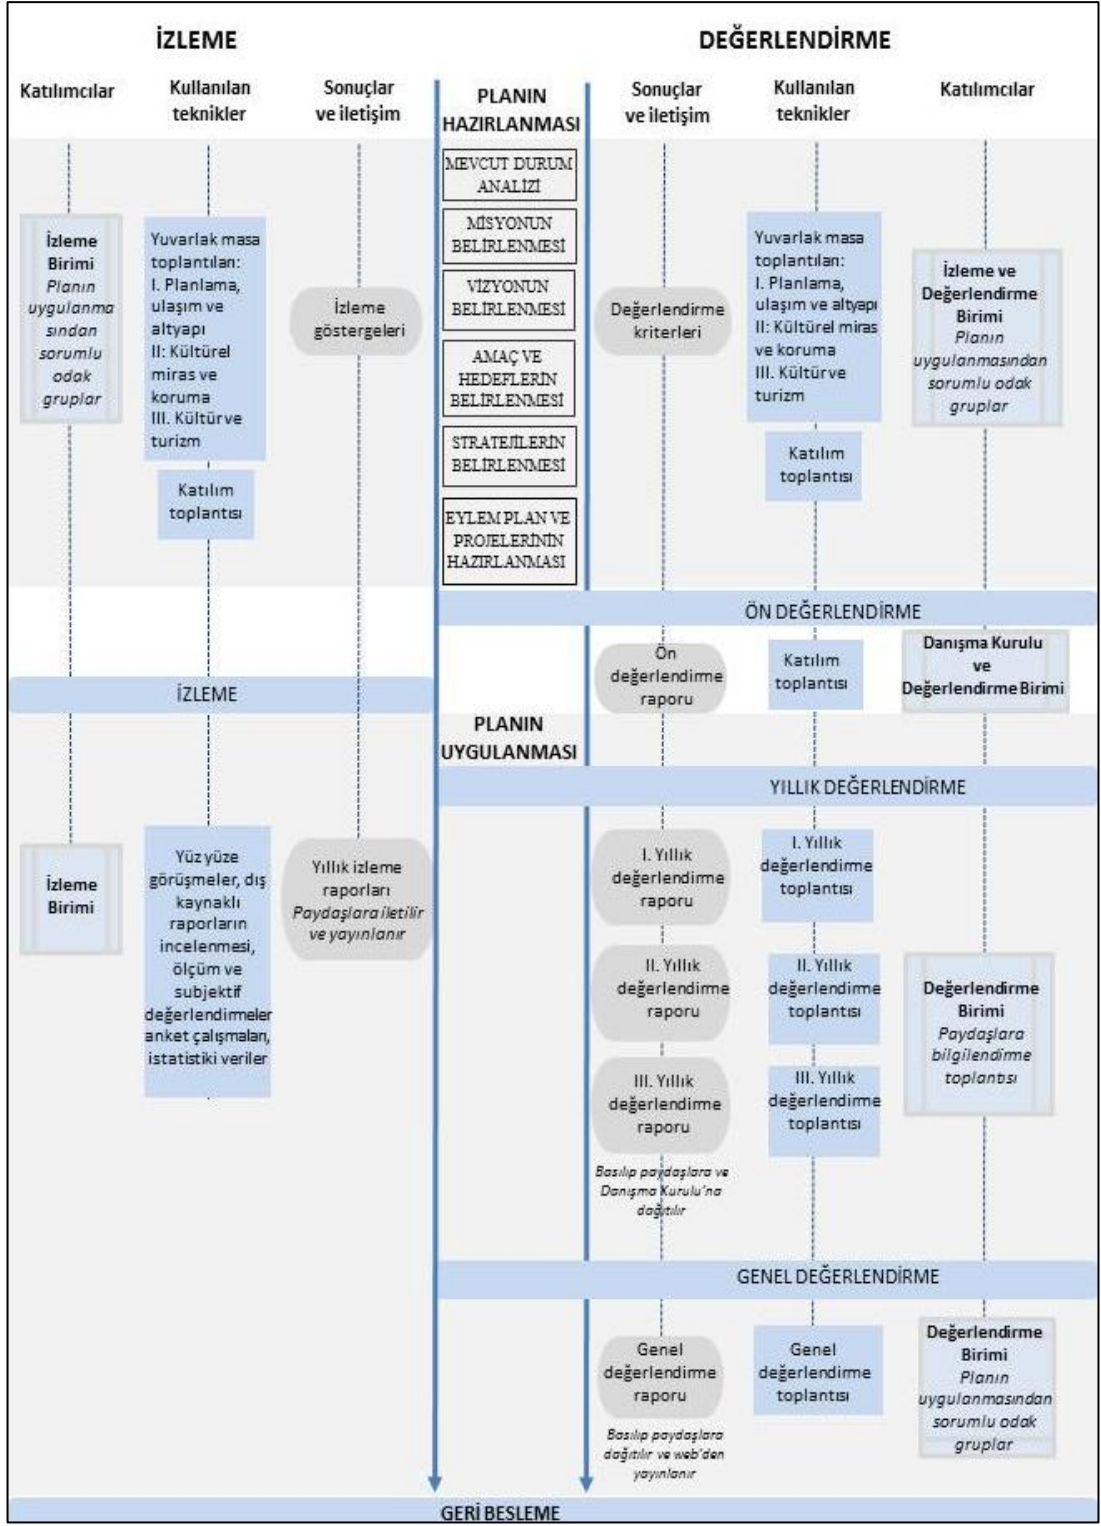 İZLEME
DEĞERLENDİRME
Katılımcılar
Kullanılan
teknikler
Sonuçlar
ve iletişim
PLANIN
HAZIRLANMASI
Sonuçlar
ve iletişim
Kullanılan
teknikler
Katılımcılar
İzleme
Birimi
Planın
uygulanma
sından
sorumlu
odak
gruplar
Yuvarlak masa
toplantıları:
I. Planlama,
ulaşım ve
altyapı
II: Kültürel
miras ve
koruma
III. Kültür ve
turizm
Katılım
toplantısı
İzleme
göstergeleri
MEVCUT DURUM
ANALİZİ
MİSYONUN
BELİRLENMESİ
VİZYONUN
BELİRLENMESİ
AMAÇ VE
HEDEFLERİN
BELİRLENMESİ
STRATEJİLERİN
BELİRLENMESİ
EYLEM PLAN VE
PROJELERİNİN
HAZIRLANMASI
Değerlendirme
kriterleri
Yuvarlak masa
toplantıları:
I. Planlama,
ulaşım ve altyapı
II: Kültürel miras
ve koruma
III. Kültür ve
turizm
Katılım
toplantısı
İzleme ve
Değerlendirme
Birimi
Planın
uygulanmasından
sorumlu odak
gruplar
ÖN DEĞERLENDİRME
Ön
değerlendirme
raporu
Katılım
toplantısı
Danışma Kurulu
ve
Değerlendirme Birimi
İZLEME
PLANIN
UYGULANMASI
YILLIK DEĞERLENDİRME
İzleme
Birimi
Yüz yüze
görüşmeler, dış
kaynaklı
raporların
incelenmesi,
ölçüm ve
subjektif
değerlendirmeler
anket çalışmaları,
istatistiki veriler
Yıllık izleme
raporları
Paydaşlara iletilir
ve yayınlanır
I. Yıllık
değerlendirme
raporu
I. Yıllık
değerlendirme
toplantısı
II. Yıllık
değerlendirme
raporu
II. Yıllık
değerlendirme
toplantısı
Değerlendirme
Birimi
Paydaşlara
bilgilendirme
toplantısı
III. Yıllık
değerlendirme
raporu
III. Yıllık
değerlendirme
toplantısı
Basılıp paydaşlara ve
Danışma Kurulu'na
dağıtılır
GENEL DEĞERLENDİRME
Genel
değerlendirme
raporu
Genel
değerlendirme
toplantısı
Değerlendirme
Birimi
Planın
uygulanmasından
sorumlu odak
gruplar
Basılıp paydaşlara
dağıtılır ve web'den
yayınlanır
GERİ BESLEME